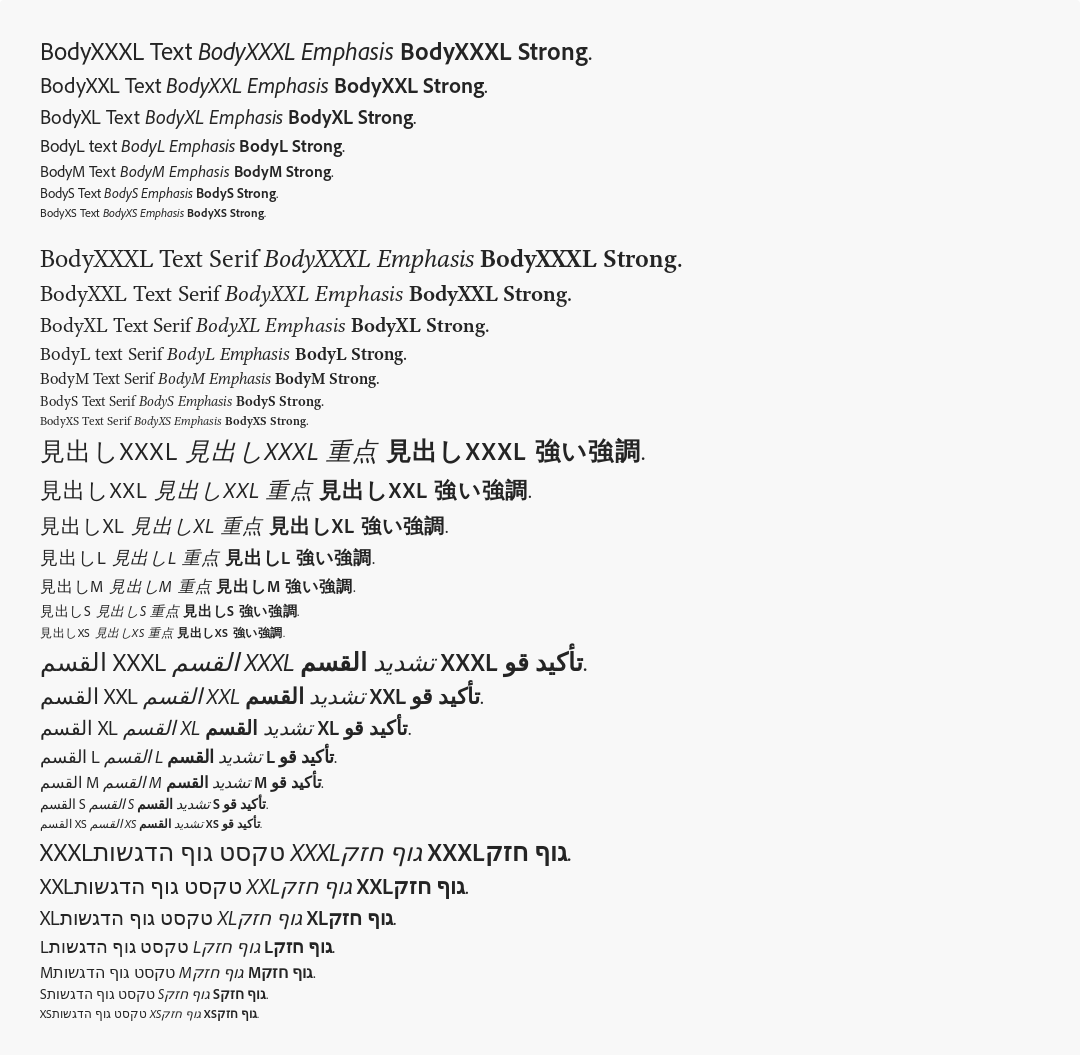 BodyXXXL Text BodyXXXL Emphasis BodyXXXL Strong.
BodyXXL Text BodyXXL Emphasis BodyXXL Strong.
BodyXL Text BodyXL Emphasis BodyXL Strong.
BodyL text BodyL Emphasis BodyL Strong.
BodyM Text BodyM Emphasis BodyM Strong.
BodyS Text BodyS Emphasis BodyS Strong.
BodyXS Text BodyXS Emphasis BodyXS Strong.
BodyXXXL Text Serif BodyXXXL Emphasis BodyXXXL Strong.
BodyXXL Text Serif BodyXXL Emphasis BodyXXL Strong.
BodyXL Text Serif BodyXL Emphasis BodyXL Strong.
BodyL text Serif BodyL Emphasis BodyL Strong.
BodyM Text Serif BodyM Emphasis BodyM Strong.
BodyS Text Serif BodyS Emphasis BodyS Strong.
BodyXS Text Serif BodyXS Emphasis BodyXS Strong.
見出しXXXL 見出しXXXL 重点 見出しXXXL 強い強調.
見出しXXL 見出しXXL 重点 見出しXXL 強い強調.
見出しXL 見出しXL 重点 見出しXL 強い強調.
見出しL 見出しL 重点 見出しL 強い強調.
見出しM 見出しM 重点 見出しM 強い強調.
見出しS 見出しS 重点 見出しS 強い強調.
見出しXS 見出しXS 重点 見出しXS 強い強調.
القسم XXXL القسم XXXL تشديد القسم XXXL تأكيد قو.
القسم XXL القسم XXL تشديد القسم XXL تأكيد قو.
القسم XL القسم XL تشديد القسم XL تأكيد قو.
القسم L القسم L تشديد القسم L تأكيد قو.
القسم M القسم M تشديد القسم M تأكيد قو.
القسم S القسم S تشديد القسم S تأكيد قو.
القسم XS القسم XS تشديد القسم XS تأكيد قو.
XXXLטקסט גוף הדגשות XXXLגוף חזק XXXLגוף חזק.
XXLטקסט גוף הדגשות XXLגוף חזק XXLגוף חזק.
XLטקסט גוף הדגשות XLגוף חזק XLגוף חזק.
Lטקסט גוף הדגשות Lגוף חזק Lגוף חזק.
Mטקסט גוף הדגשות Mגוף חזק Mגוף חזק.
Sטקסט גוף הדגשות Sגוף חזק Sגוף חזק.
XSטקסט גוף הדגשות XSגוף חזק XSגוף חזק.